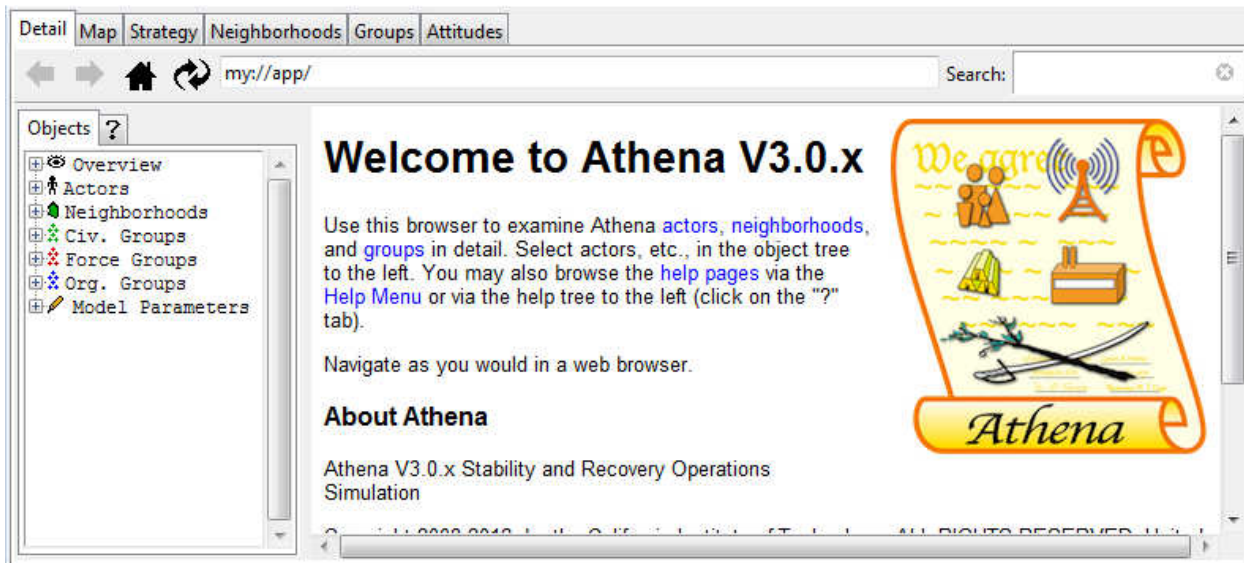 Detail Map Strategy Neighborhoods Groups Attitudes
my://app/ Search:
Objects ?
Overview
Actors
Neighborhoods
Civ. Groups
Force Groups
Org. Groups
Model Parameters
Welcome to Athena V3.0.x
Use this browser to examine Athena actors, neighborhoods,
and groups in detail. Select actors, etc., in the object tree
to the left. You may also browse the help pages via the
Help Menu or via the help tree to the left (click on the "?"
tab).
Navigate as you would in a web browser.
About Athena
Athena V3.0.x Stability and Recovery Operations
Simulation
We agree
Athena